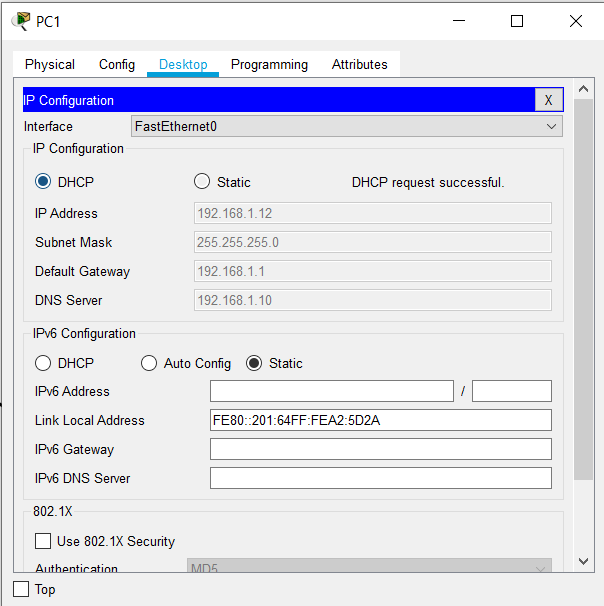 PC1
Physical Config Desktop Programming Attributes
IP Configuration X
Interface FastEthernet0
IP Configuration
DHCP Static DHCP request successful.
IP Address 192.168.1.12
Subnet Mask 255.255.255.0
Default Gateway 192.168.1.1
DNS Server 192.168.1.10
IPv6 Configuration
DHCP Auto Config Static
IPv6 Address /
Link Local Address FE80::201:64FF:FEA2:5D2A
IPv6 Gateway
IPv6 DNS Server
802.1X
Use 802.1X Security
Authentication MD5
Top